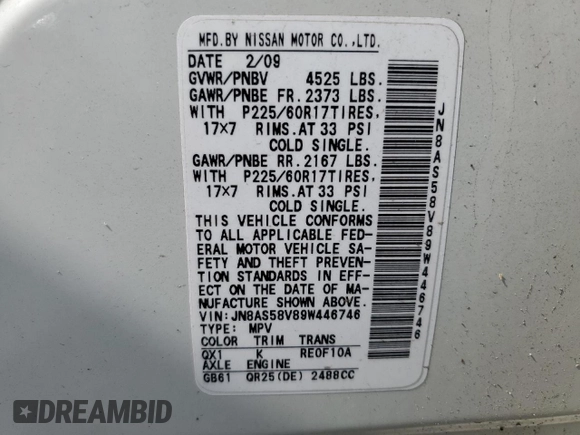 MFD.BY NISSAN MOTOR CO.,LTD.
DATE 2/09
GVWR/PNBV 4525 LBS.
GAWR/PNBE FR. 2373 LBS.
WITH P225/60R17TIRES,
17×7 RIMS.AT 33 PSI
COLD SINGLE.
GAWR/PNBE RR. 2167 LBS.
WITH P225/60R17TIRES,
17×7 RIMS.AT 33 PSI
COLD SINGLE.
THIS VEHICLE CONFORMS
TO ALL APPLICABLE FED-
ERAL MOTOR VEHICLE SA-
FETY AND THEFT PREVEN-
TION STANDARDS IN EFF-
ECT ON THE DATE OF MA-
NUFACTURE SHOWN ABOVE.
VIN:JN8AS58V89W446746
TYPE: MPV
COLOR TRIM TRANS
QX1 K RE0F10A
AXLE ENGINE
GB61 QR25(DE) 2488CC
JN8AS58V89W446746
DREAMBID
DREAMBID.COM